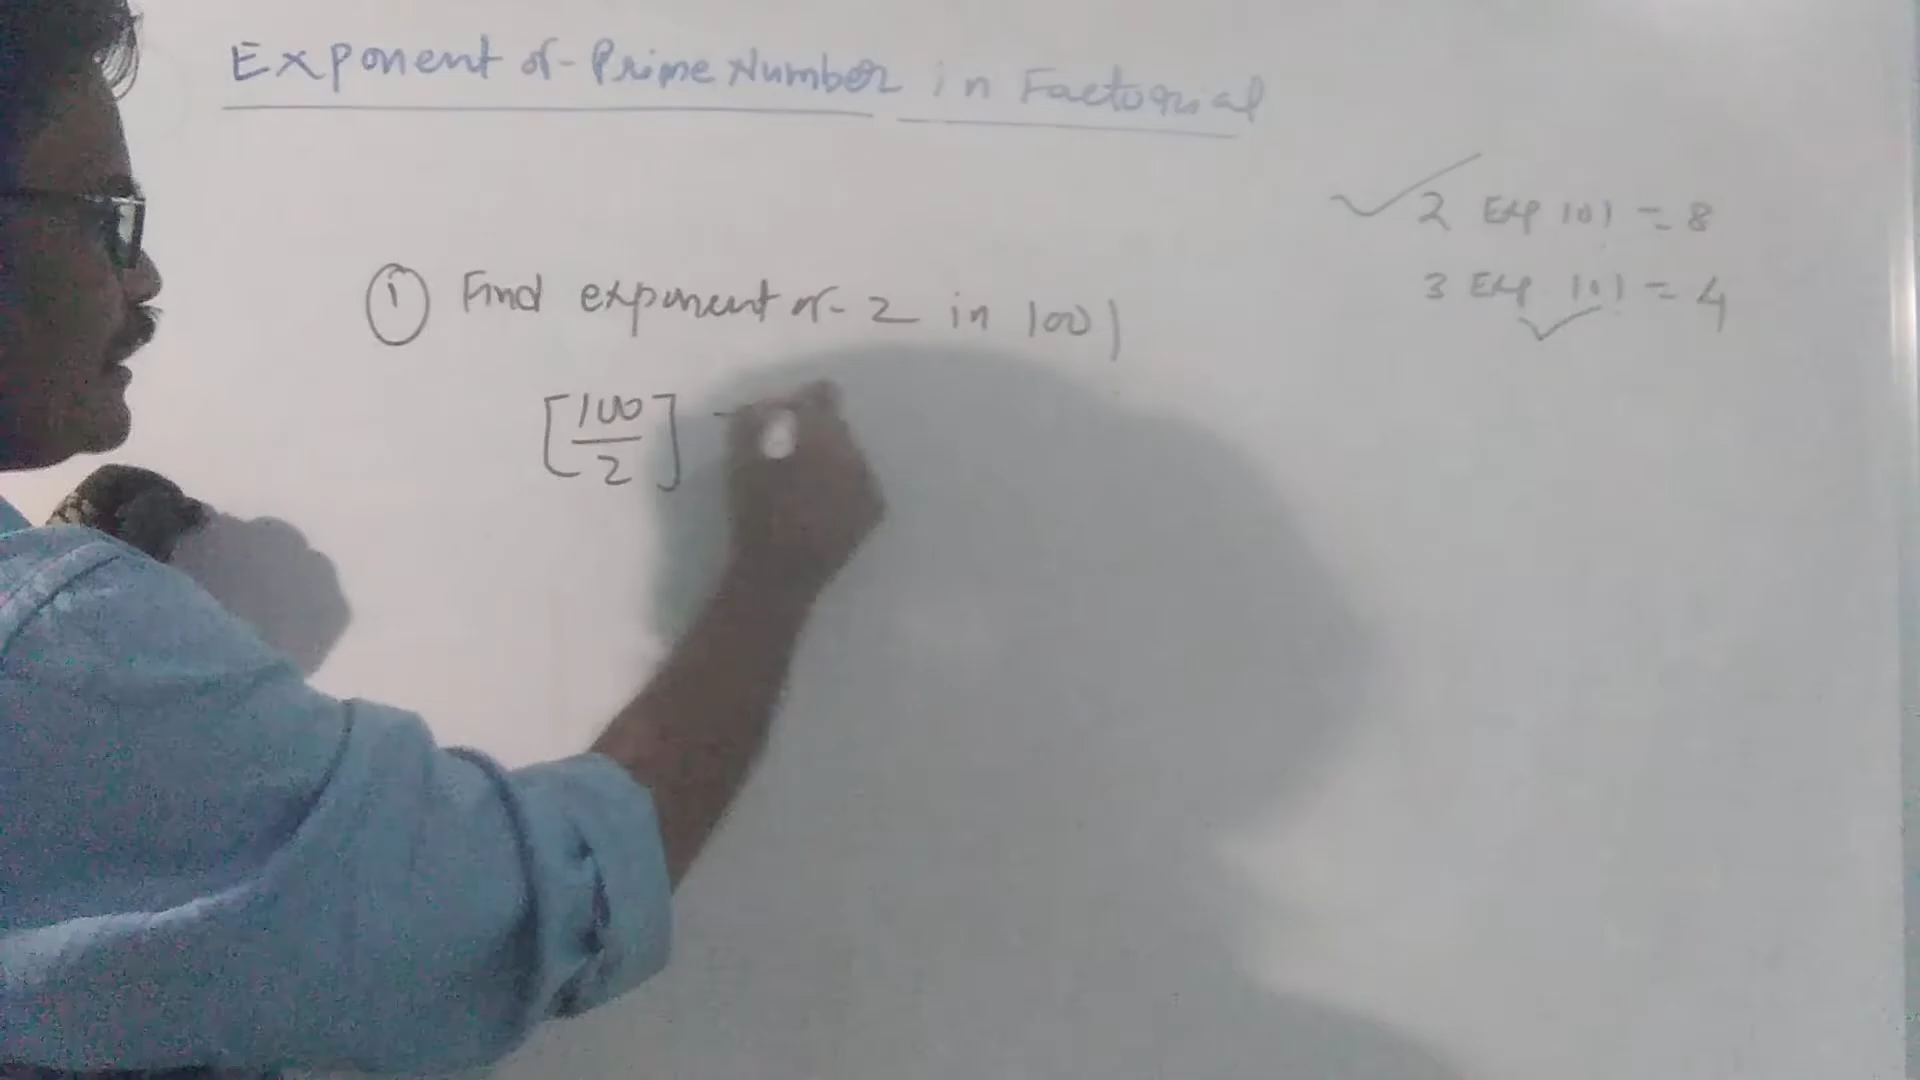 Exponent of Prime Number in Factorial
2 Exp 10! = 8
3 Exp 10! = 4
① Find exponent of 2 in 100!
[100/2]